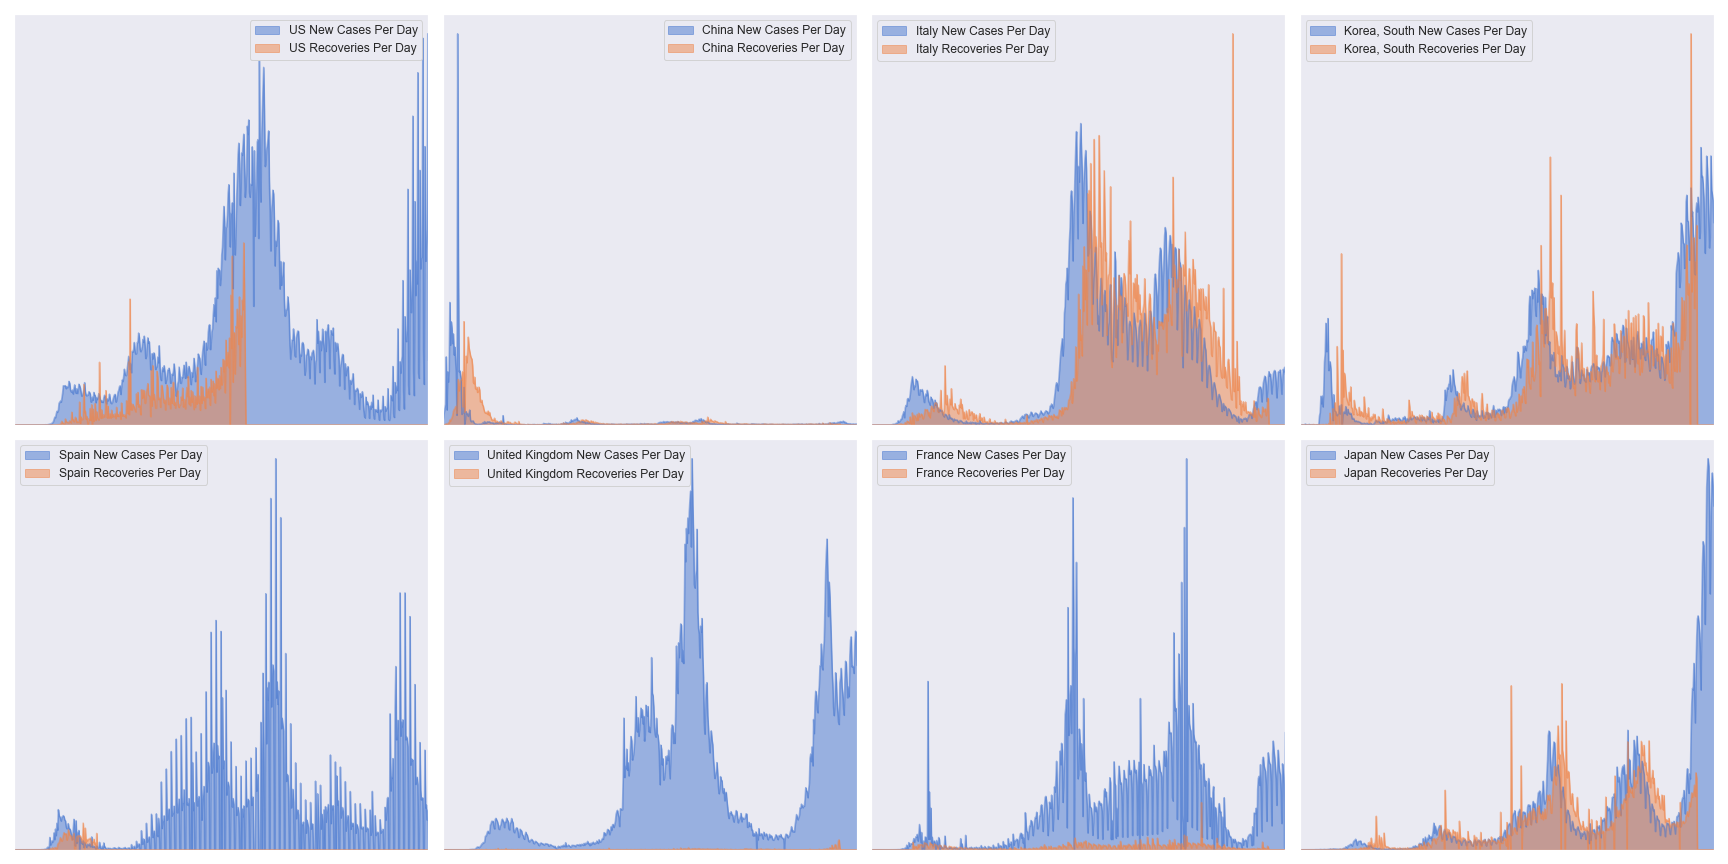 US New Cases Per Day
US Recoveries Per Day
China New Cases Per Day
China Recoveries Per Day
Italy New Cases Per Day
Italy Recoveries Per Day
Korea, South New Cases Per Day
Korea, South Recoveries Per Day
Spain New Cases Per Day
Spain Recoveries Per Day
United Kingdom New Cases Per Day
United Kingdom Recoveries Per Day
France New Cases Per Day
France Recoveries Per Day
Japan New Cases Per Day
Japan Recoveries Per Day